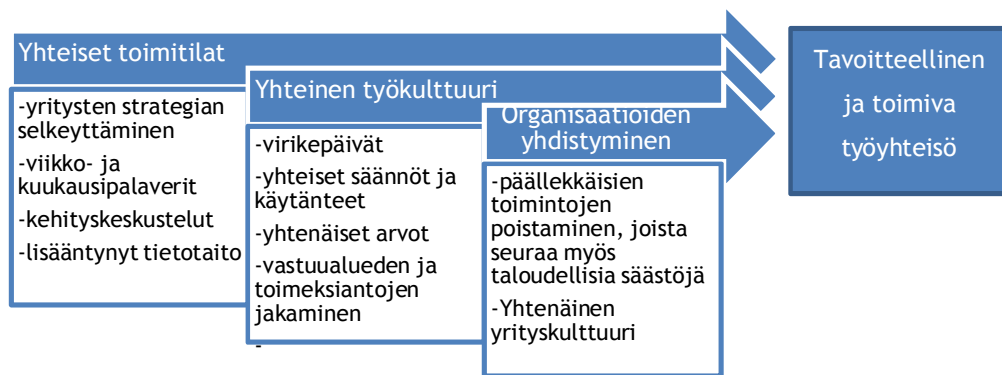 Yhteiset toimitilat
-yritysten strategian
selkeyttäminen
-viikko- ja
kuukausipalaverit
-kehityskeskustelut
-lisääntynyt tietotaito
Yhteinen työkulttuuri
-virikepäivät
-yhteiset säännöt ja
käytänteet
-yhtenäiset arvot
-vastuualueden ja
toimeksiantojen
jakaminen
-
Organisaatioiden
yhdistyminen
-päällekkäisien
toimintojen
poistaminen, joista
seuraa myös
taloudellisia säästöjä
-Yhtenäinen
yrityskulttuuri
Tavoitteellinen
ja toimiva
työyhteisö